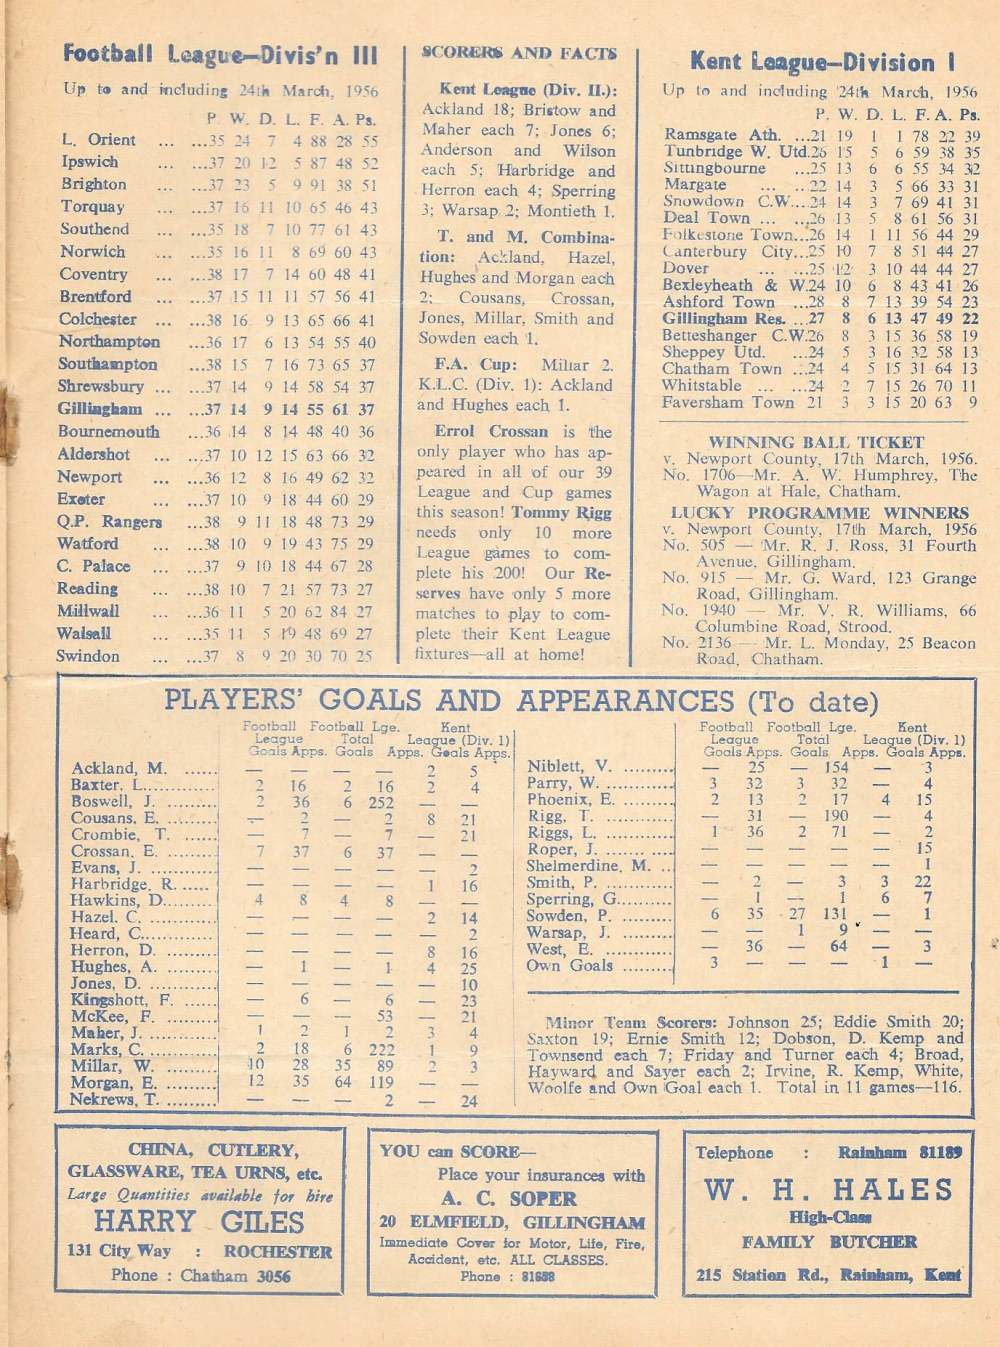 Football League—Divis'n III
Up to and including 24th March, 1956
P. W. D. L. F. A. Ps.
L. Orient ... ...35 24 7 4 88 28 55
Ipswich ... ...37 20 12 5 87 48 52
Brighton ... ...37 23 5 9 91 38 51
Torquay ... ...37 16 11 10 65 46 43
Southend ... ...35 18 7 10 77 61 43
Norwich ... ...35 16 11 8 69 60 43
Coventry ... ...38 17 7 14 60 48 41
Brentford ... ...37 15 11 11 57 56 41
Colchester ... ...38 16 9 13 65 66 41
Northampton ...36 17 6 13 54 55 40
Southampton ...38 15 7 16 73 65 37
Shrewsbury ... ...37 14 9 14 58 54 37
Gillingham ... ...37 14 9 14 55 61 37
Bournemouth ...36 14 8 14 48 40 36
Aldershot ... ...37 10 12 15 63 66 32
Newport ... ...36 12 8 16 49 62 32
Exeter ... ...37 10 9 18 44 60 29
Q.P. Rangers ...38 9 11 18 48 73 29
Watford ... ...38 10 9 19 43 75 29
C. Palace ... ...37 9 10 18 44 67 28
Reading ... ...38 10 7 21 57 73 27
Millwall ... ...36 11 5 20 62 84 27
Walsall ... ...35 11 5 19 48 69 27
Swindon ... ...37 8 9 20 30 70 25
SCORERS AND FACTS
Kent League (Div. II.):
Ackland 18; Bristow and
Maher each 7; Jones 6;
Anderson and Wilson
each 5; Harbridge and
Herron each 4; Sperring
3; Warsap 2; Montieth 1.
T. and M. Combina-
tion: Ackland, Hazel,
Hughes and Morgan each
2; Cousans, Crossan,
Jones, Millar, Smith and
Sowden each 1.
F.A. Cup: Millar 2.
K.L.C. (Div. 1): Ackland
and Hughes each 1.
Errol Crossan is the
only player who has ap-
peared in all of our 39
League and Cup games
this season! Tommy Rigg
needs only 10 more
League games to com-
plete his 200! Our Re-
serves have only 5 more
matches to play to com-
plete their Kent League
fixtures—all at home!
Kent League—Division I
Up to and including 24th March, 1956
P. W. D. L. F. A. Ps.
Ramsgate Ath. ...21 19 1 1 78 22 39
Tunbridge W. Utd.26 15 5 6 59 38 35
Sittingbourne ...25 13 6 6 55 34 32
Margate ... ...22 14 3 5 66 33 31
Snowdown C.W....24 14 3 7 69 41 31
Deal Town ... ...26 13 5 8 61 56 31
Folkestone Town...26 14 1 11 56 44 29
Canterbury City...25 10 7 8 51 44 27
Dover ... ...25 12 3 10 44 44 27
Bexleyheath & W.24 10 6 8 43 41 26
Ashford Town ...28 8 7 13 39 54 23
Gillingham Res. ...27 8 6 13 47 49 22
Betteshanger C.W.26 8 3 15 36 58 19
Sheppey Utd. ...24 5 3 16 32 58 13
Chatham Town ...24 4 5 15 31 64 13
Whitstable ... ...24 2 7 15 26 70 11
Faversham Town 21 3 3 15 20 63 9
WINNING BALL TICKET
v. Newport County, 17th March, 1956.
No. 1706—Mr. A. W. Humphrey, The
Wagon at Hale, Chatham.
LUCKY PROGRAMME WINNERS
v. Newport County, 17th March, 1956
No. 505 — Mr. R. J. Ross, 31 Fourth
Avenue, Gillingham.
No. 915 — Mr. G. Ward, 123 Grange
Road, Gillingham.
No. 1940 — Mr. V. R. Williams, 66
Columbine Road, Strood.
No. 2136 — Mr. L. Monday, 25 Beacon
Road, Chatham.
PLAYERS' GOALS AND APPEARANCES (To date)
Football Football Lge. Kent
League Total League (Div. 1)
Goals Apps. Goals Apps. Goals Apps.
Ackland, M. ...... — — — — 2 5
Baxter, L. ............ 2 16 2 16 2 4
Boswell, J. ......... 2 36 6 252 — —
Cousans, E. ......... — 2 — 2 8 21
Crombie, T. ...... — 7 — 7 — 21
Crossan, E. ......... 7 37 6 37 — —
Evans, J. ............ — — — — — 2
Harbridge, R. ...... — — — — 1 16
Hawkins, D. ......... 4 8 4 8 — —
Hazel, C. ............ — — — — 2 14
Heard, C. ............ — — — — — 2
Herron, D. ......... — — — — 8 16
Hughes, A. ......... — 1 — 1 4 25
Jones, D. ............ — — — — — 10
Kingshott, F. ...... — 6 — 6 — 23
McKee, F. ......... — — — 53 — 21
Maher, J. ............ 1 2 1 2 3 4
Marks, C. ............ 2 18 6 222 1 9
Millar, W. ......... 10 28 35 89 2 3
Morgan, E. ......... 12 35 64 119 — —
Nekrews, T. ......... — — — 2 — 24
Football Football Lge. Kent
League Total League (Div. 1)
Goals Apps. Goals Apps. Goals Apps.
Niblett, V. ......... — 25 — 154 — 3
Parry, W. ............ 3 32 3 32 — 4
Phoenix, E. ......... 2 13 2 17 4 15
Rigg, T. ............ — 31 — 190 — 4
Riggs, L. ............ 1 36 2 71 — 2
Roper, J. ............ — — — — — 15
Shelmerdine, M. ... — — — — — 1
Smith, P. ............ — 2 — 3 3 22
Sperring, G. ......... — 1 — 1 6 7
Sowden, P. ......... 6 35 27 131 — 1
Warsap, J. ......... — — 1 9 — —
West, E. ............ — 36 — 64 — 3
Own Goals ......... 3 — — — 1 —
Minor Team Scorers: Johnson 25; Eddie Smith 20;
Saxton 19; Ernie Smith 12; Dobson, D. Kemp and
Townsend each 7; Friday and Turner each 4; Broad,
Hayward and Sayer each 2; Irvine, R. Kemp, White,
Woolfe and Own Goal each 1. Total in 11 games—116.
CHINA, CUTLERY,
GLASSWARE, TEA URNS, etc.
Large Quantities available for hire
HARRY GILES
131 City Way : ROCHESTER
Phone : Chatham 3056
YOU can SCORE—
Place your insurances with
A. C. SOPER
20 ELMFIELD, GILLINGHAM
Immediate Cover for Motor, Life, Fire,
Accident, etc. ALL CLASSES.
Phone :
Telephone : Rainham 81189
W. H. HALES
High-Class
FAMILY BUTCHER
215 Station Rd., Rainham, Kent